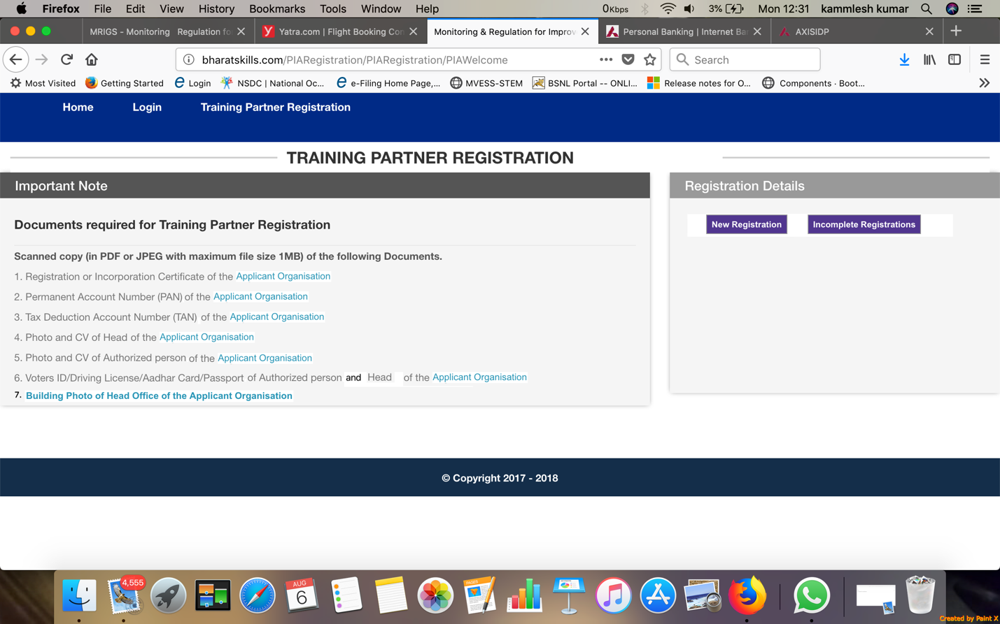 Firefox File Edit View History Bookmarks Tools Window Help 0Kbps 3% Mon 12:31 kammlesh kumar
MRIGS - Monitoring Regulation fo
Yatra.com | Flight Booking Con
Monitoring & Regulation for Improv
Personal Banking | Internet Ba
AXISIDP
bharatskills.com/PIARegistration/PIARegistration/PIAWelcome
Search
Most Visited Getting Started Login NSDC | National Oc... e-Filing Home Page,... MVESS-STEM BSNL Portal -- ONLI... Release notes for O... Components · Boot...
Home Login Training Partner Registration
TRAINING PARTNER REGISTRATION
Important Note
Documents required for Training Partner Registration
Scanned copy (in PDF or JPEG with maximum file size 1MB) of the following Documents.
1. Registration or Incorporation Certificate of the Applicant Organisation
2. Permanent Account Number (PAN) of the Applicant Organisation
3. Tax Deduction Account Number (TAN) of the Applicant Organisation
4. Photo and CV of Head of the Applicant Organisation
5. Photo and CV of Authorized person of the Applicant Organisation
6. Voters ID/Driving License/Aadhar Card/Passport of Authorized person and Head of the Applicant Organisation
7. Building Photo of Head Office of the Applicant Organisation
Registration Details
New Registration Incomplete Registrations
© Copyright 2017 - 2018
4,555
AUG
6
PAGES
Created by Paint X